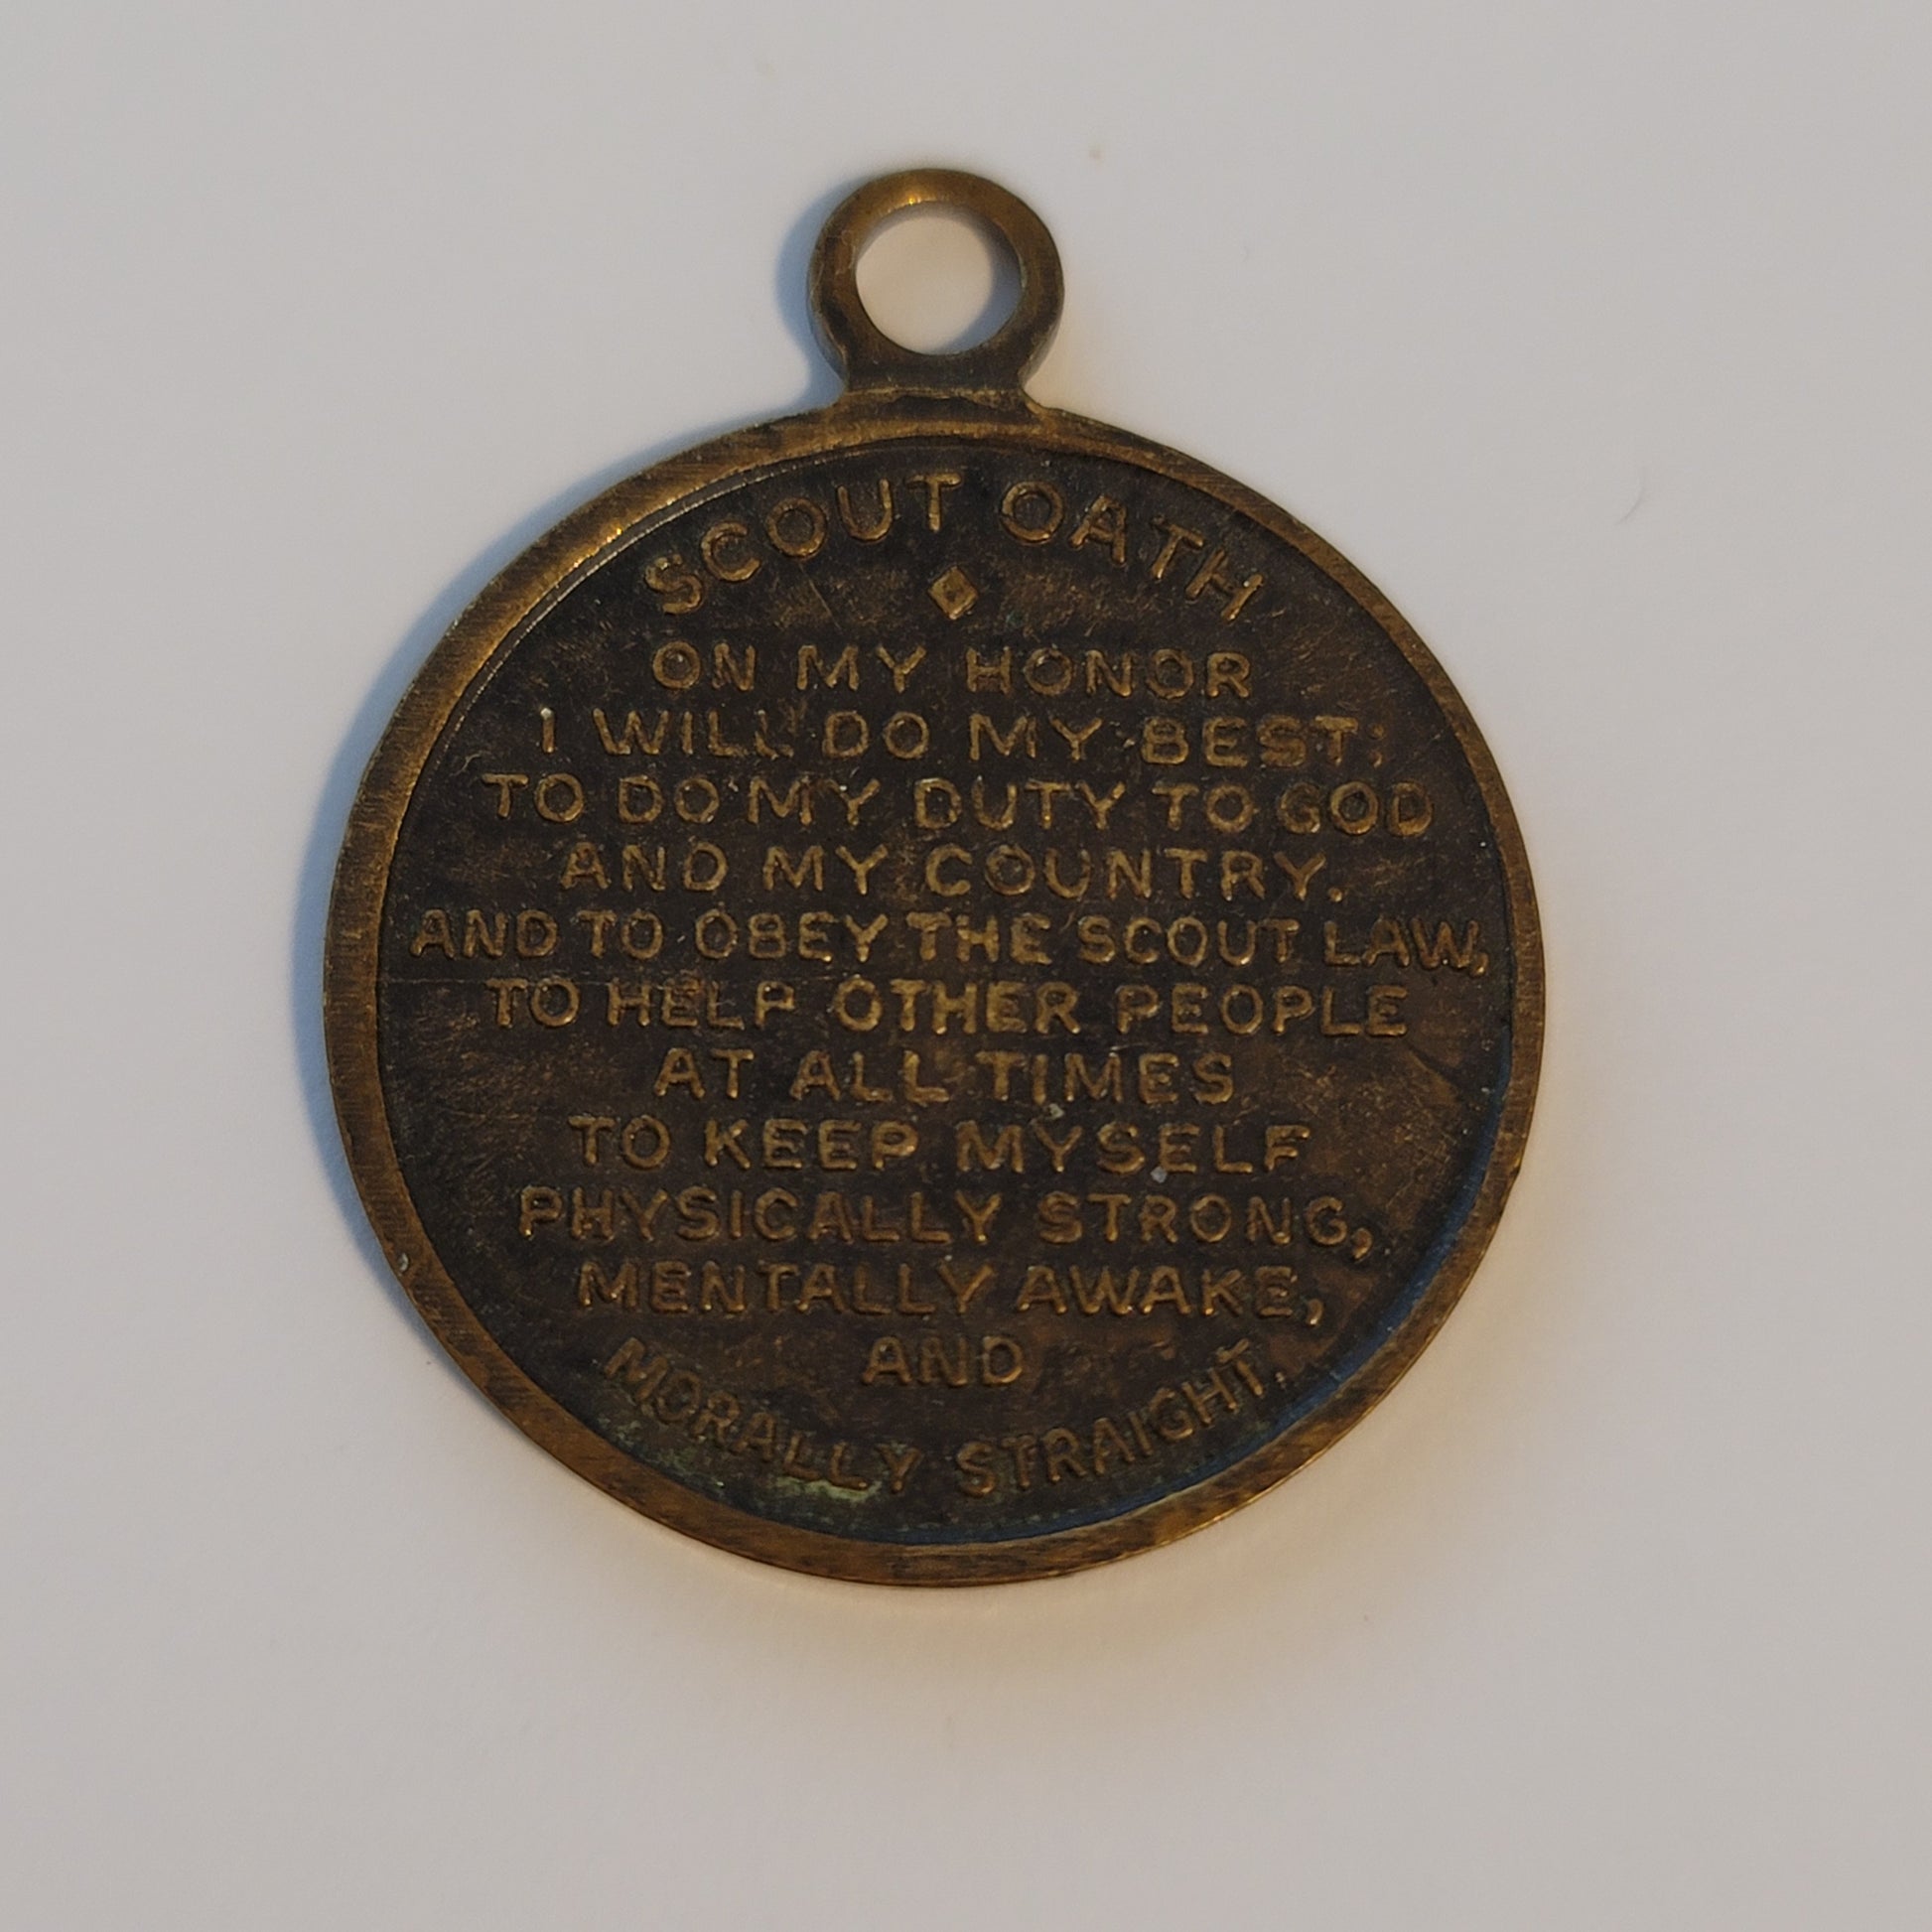 SCOUT OATH
ON MY HONOR
I WILL DO MY BEST:
TO DO MY DUTY TO GOD
AND MY COUNTRY.
AND TO OBEY THE SCOUT LAW,
TO HELP OTHER PEOPLE
AT ALL TIMES
TO KEEP MYSELF
PHYSICALLY STRONG,
MENTALLY AWAKE,
AND
MORALLY STRAIGHT.